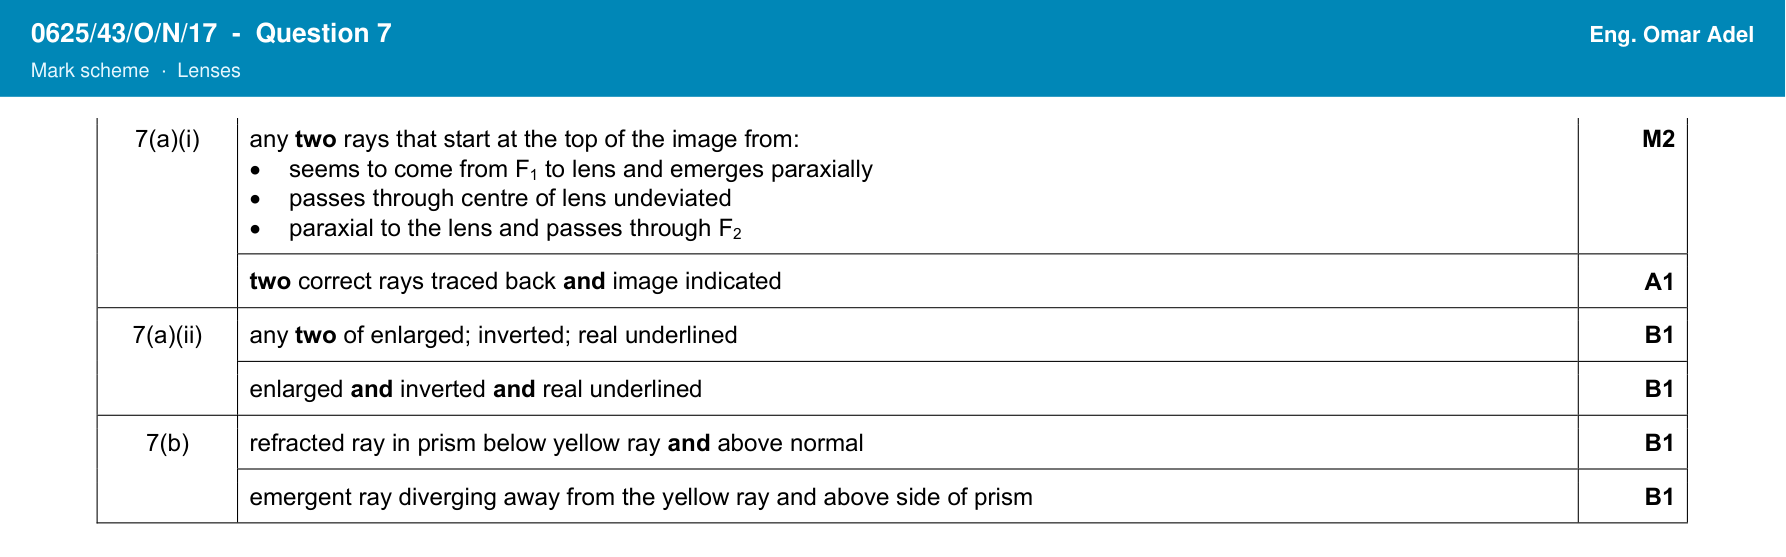 0625/43/O/N/17 - Question 7
Eng. Omar Adel
Mark scheme · Lenses
7(a)(i) any two rays that start at the top of the image from: M2
• seems to come from F₁ to lens and emerges paraxially
• passes through centre of lens undeviated
• paraxial to the lens and passes through F₂
two correct rays traced back and image indicated A1
7(a)(ii) any two of enlarged; inverted; real underlined B1
enlarged and inverted and real underlined B1
7(b) refracted ray in prism below yellow ray and above normal B1
emergent ray diverging away from the yellow ray and above side of prism B1